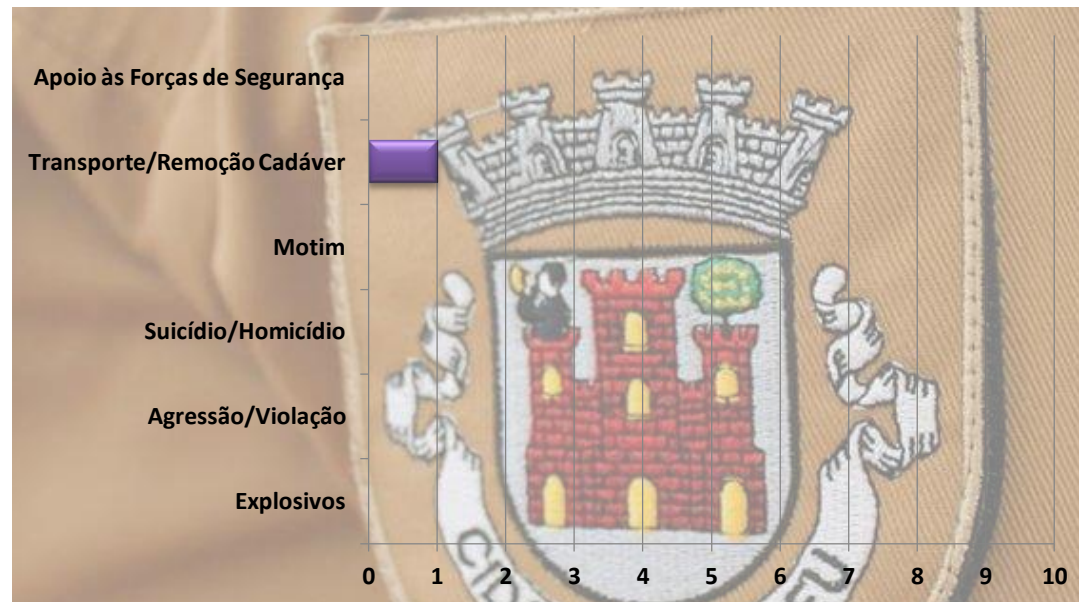 Apoio às Forças de Segurança
Transporte/Remoção Cadáver
Motim
Suicídio/Homicídio
Agressão/Violação
Explosivos
0 1 2 3 4 5 6 7 8 9 10